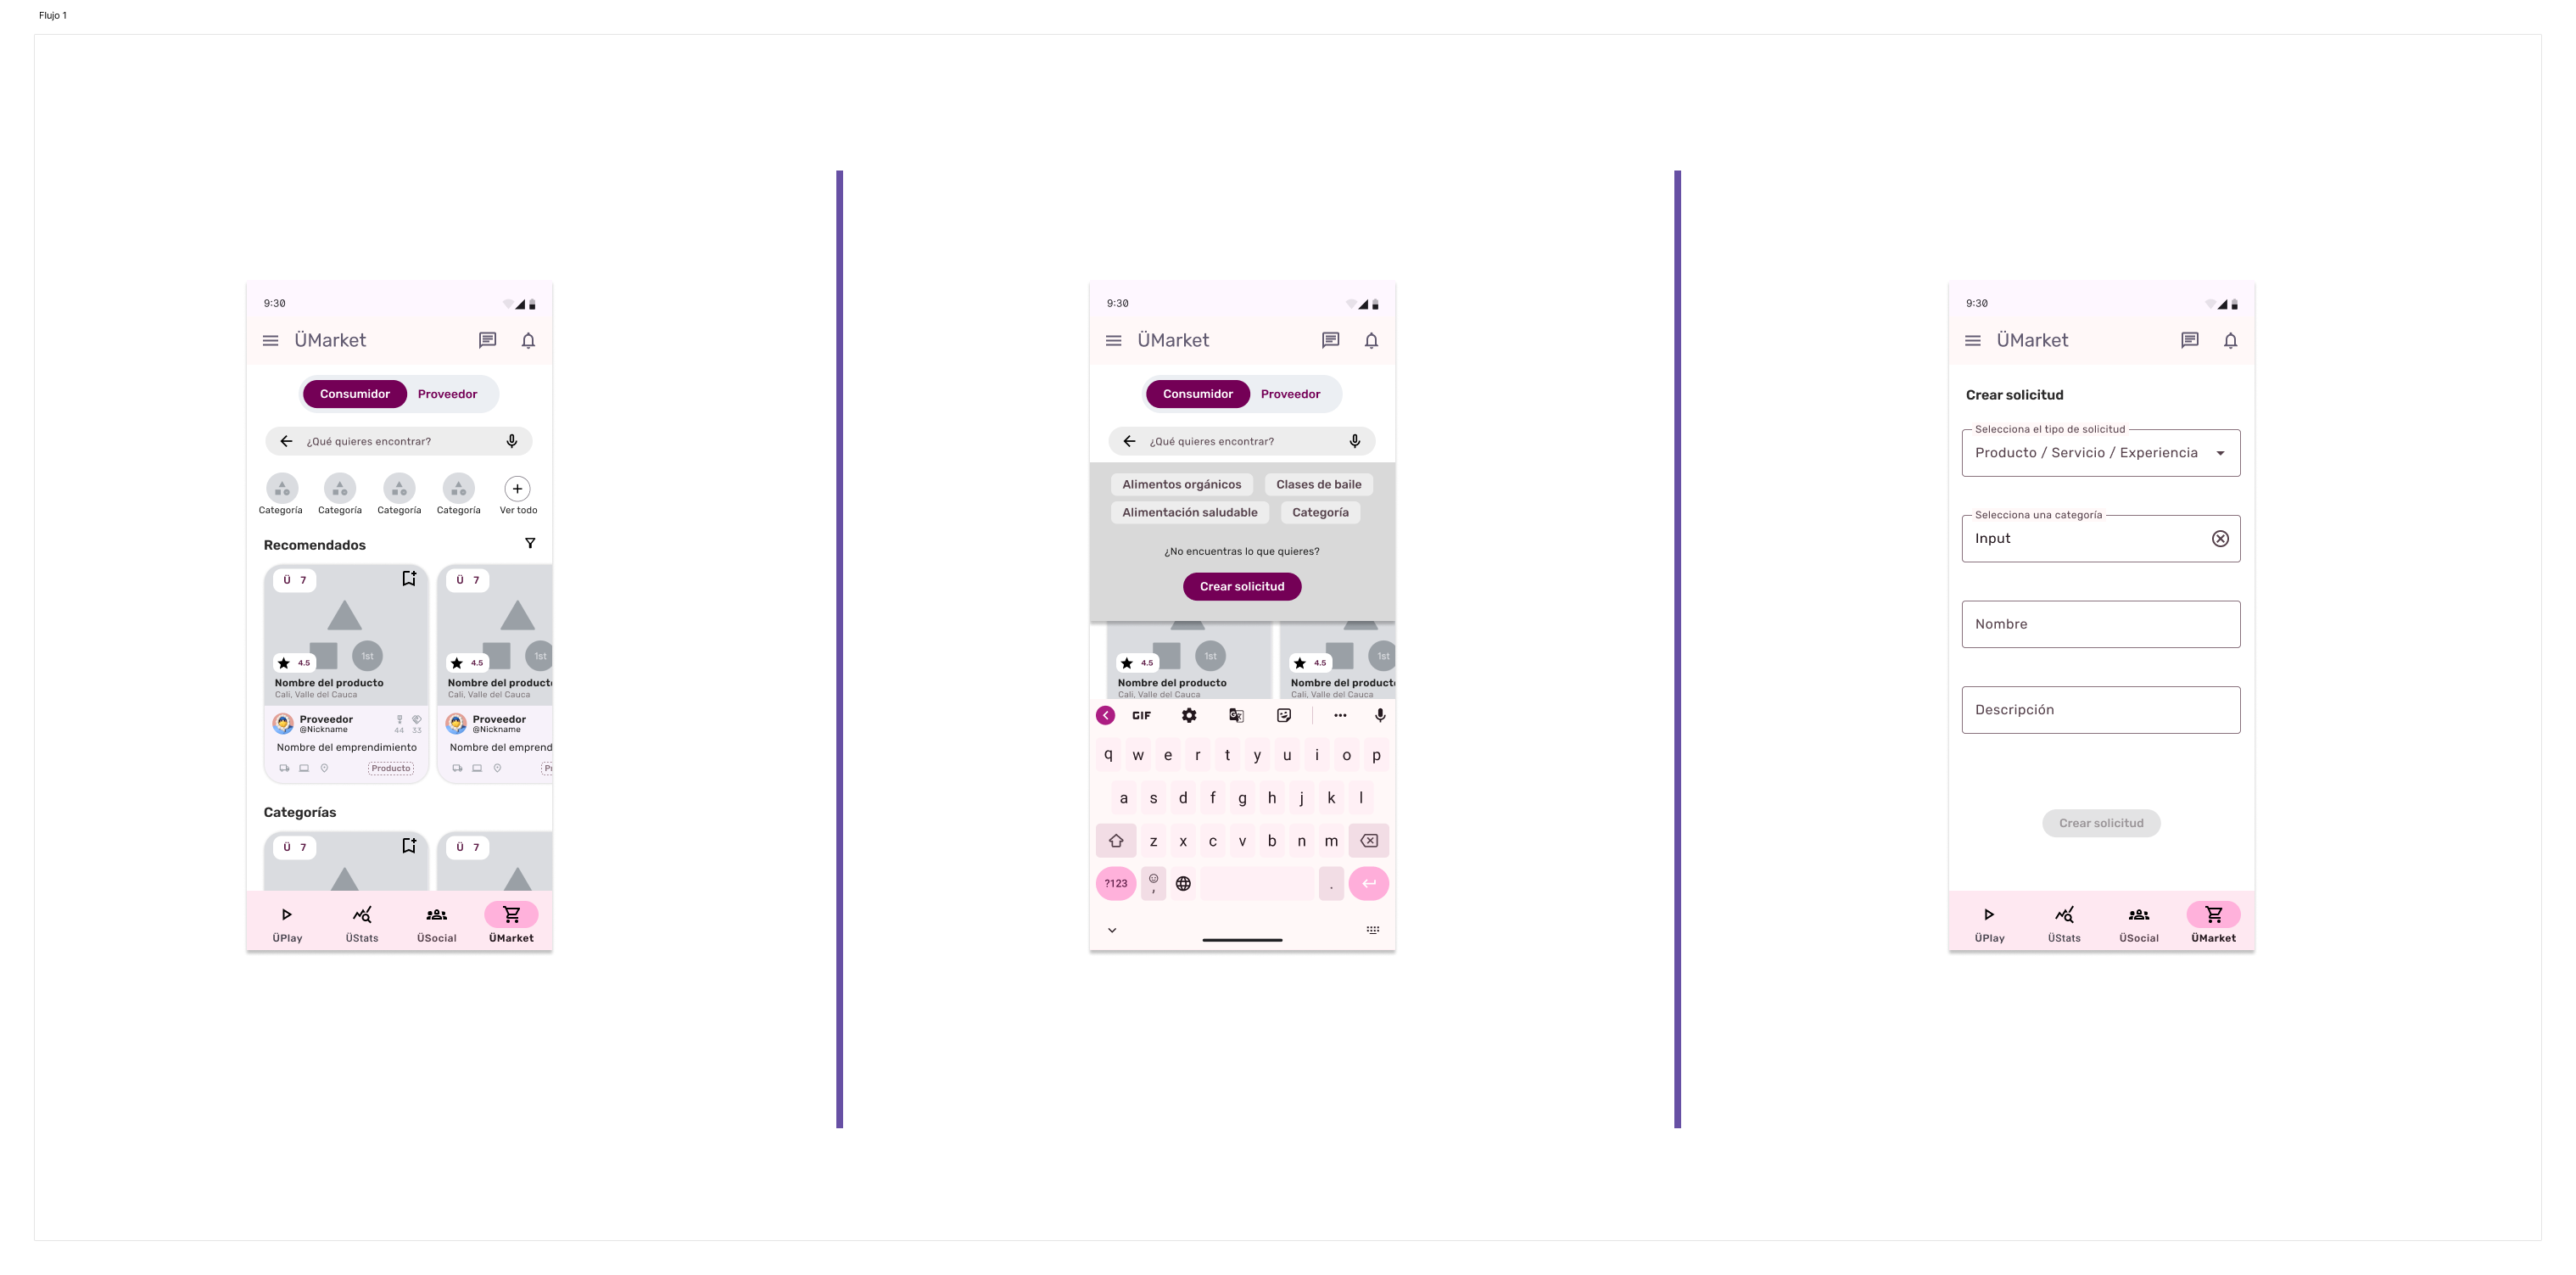 Flujo 1
9:30
ÜMarket
Consumidor Proveedor
¿Qué quieres encontrar?
Categoría Categoría Categoría Categoría Ver todo
Recomendados
Ü 7 Ü 7
1st 1st
4.5 4.5
Nombre del producto Nombre del product
Cali, Valle del Cauca Cali, Valle del Cauca
Proveedor Proveedor
@Nickname @Nickname
44 33
Nombre del emprendimiento Nombre del emprend
Producto P
Categorías
Ü 7 Ü 7
ÜPlay ÜStats ÜSocial ÜMarket
9:30
ÜMarket
Consumidor Proveedor
¿Qué quieres encontrar?
Alimentos orgánicos Clases de baile
Alimentación saludable Categoría
¿No encuentras lo que quieres?
Crear solicitud
1st 1st
4.5 4.5
Nombre del producto Nombre del product
Cali, Valle del Cauca Cali, Valle del Cauca
GIF
q w e r t y u i o p
a s d f g h j k l
z x c v b n m
?123 , .
9:30
ÜMarket
Crear solicitud
Selecciona el tipo de solicitud
Producto / Servicio / Experiencia
Selecciona una categoría
Input
Nombre
Descripción
Crear solicitud
ÜPlay ÜStats ÜSocial ÜMarket